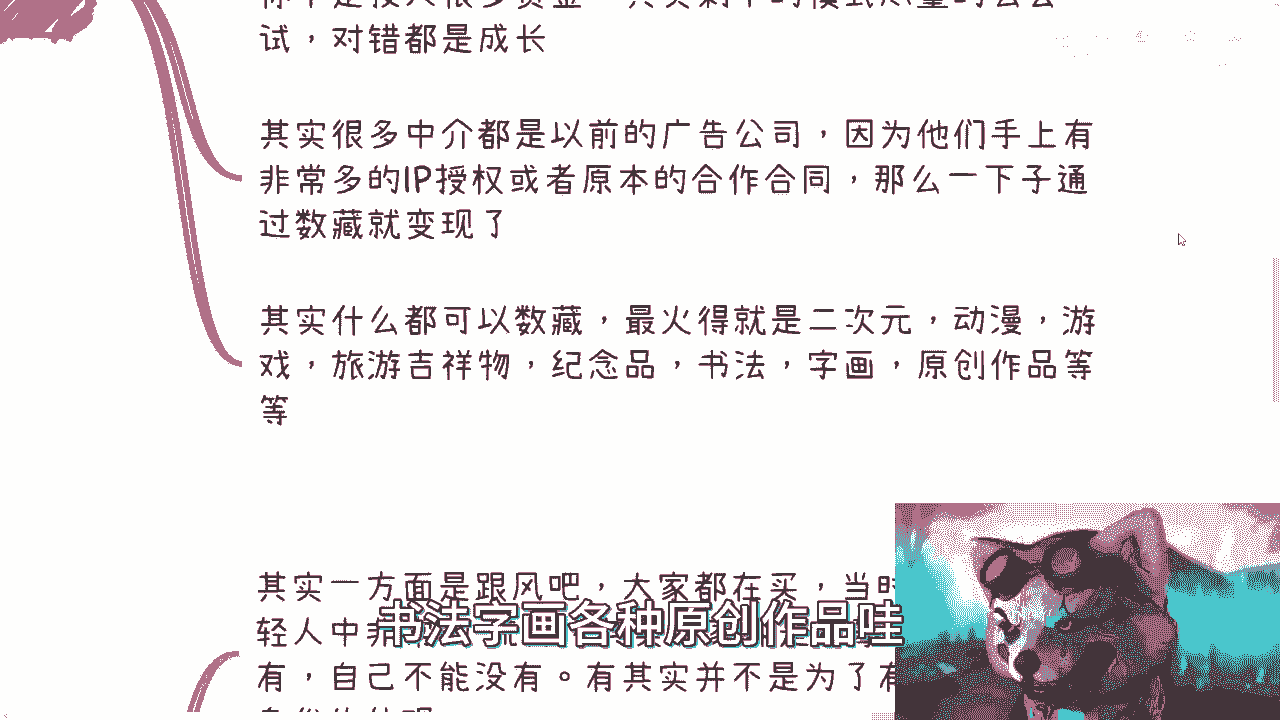 试，对错都是成长
其实很多中介都是以前的广告公司，因为他们手上有
非常多的IP授权或者原本的合作合同，那么一下子通
过数藏就变现了
其实什么都可以数藏，最火得就是二次元，动漫，游
戏，旅游吉祥物，纪念品，书法，字画，原创作品等
等
其实一方面是跟风吧，大家都在买，当时
轻人中非
书法字画各种原创作品哇
有，自己不能没有。有其实并不是为了有